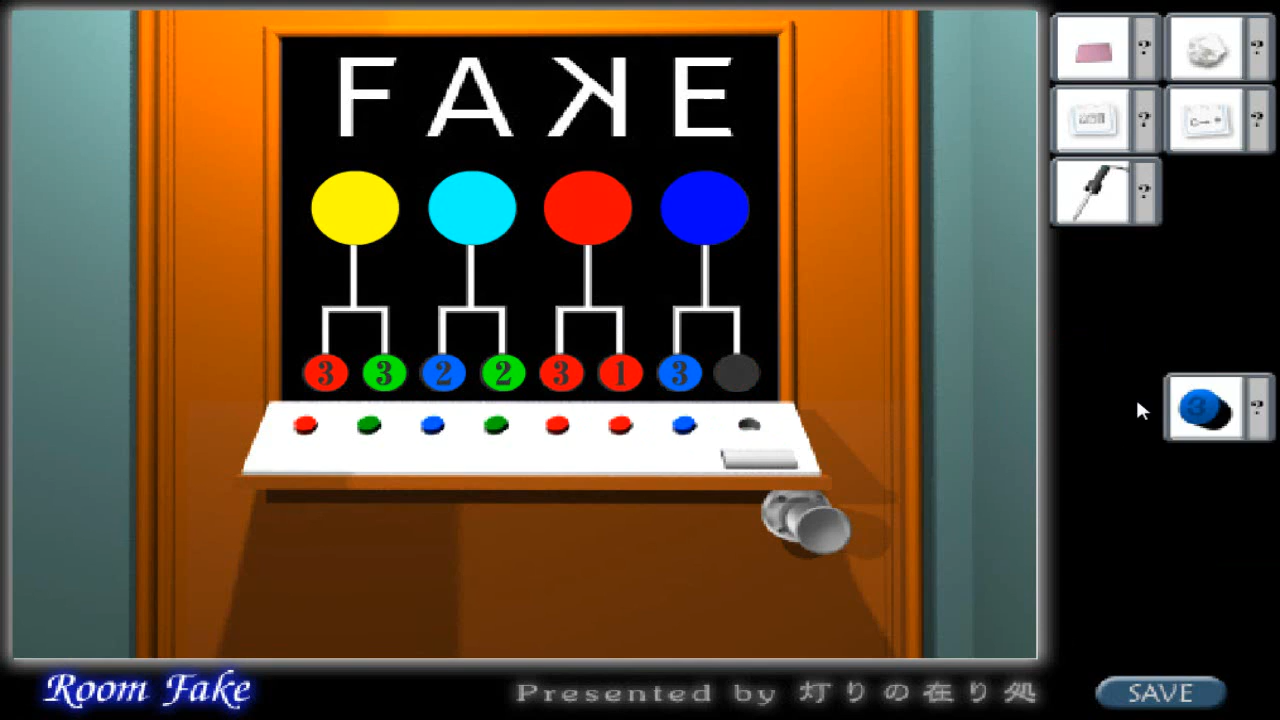 FAKE
3 3 2 2 3 1 3
? ?
? ?
?
3 ?
Room Fake
Presented by 灯りの在り処
SAVE